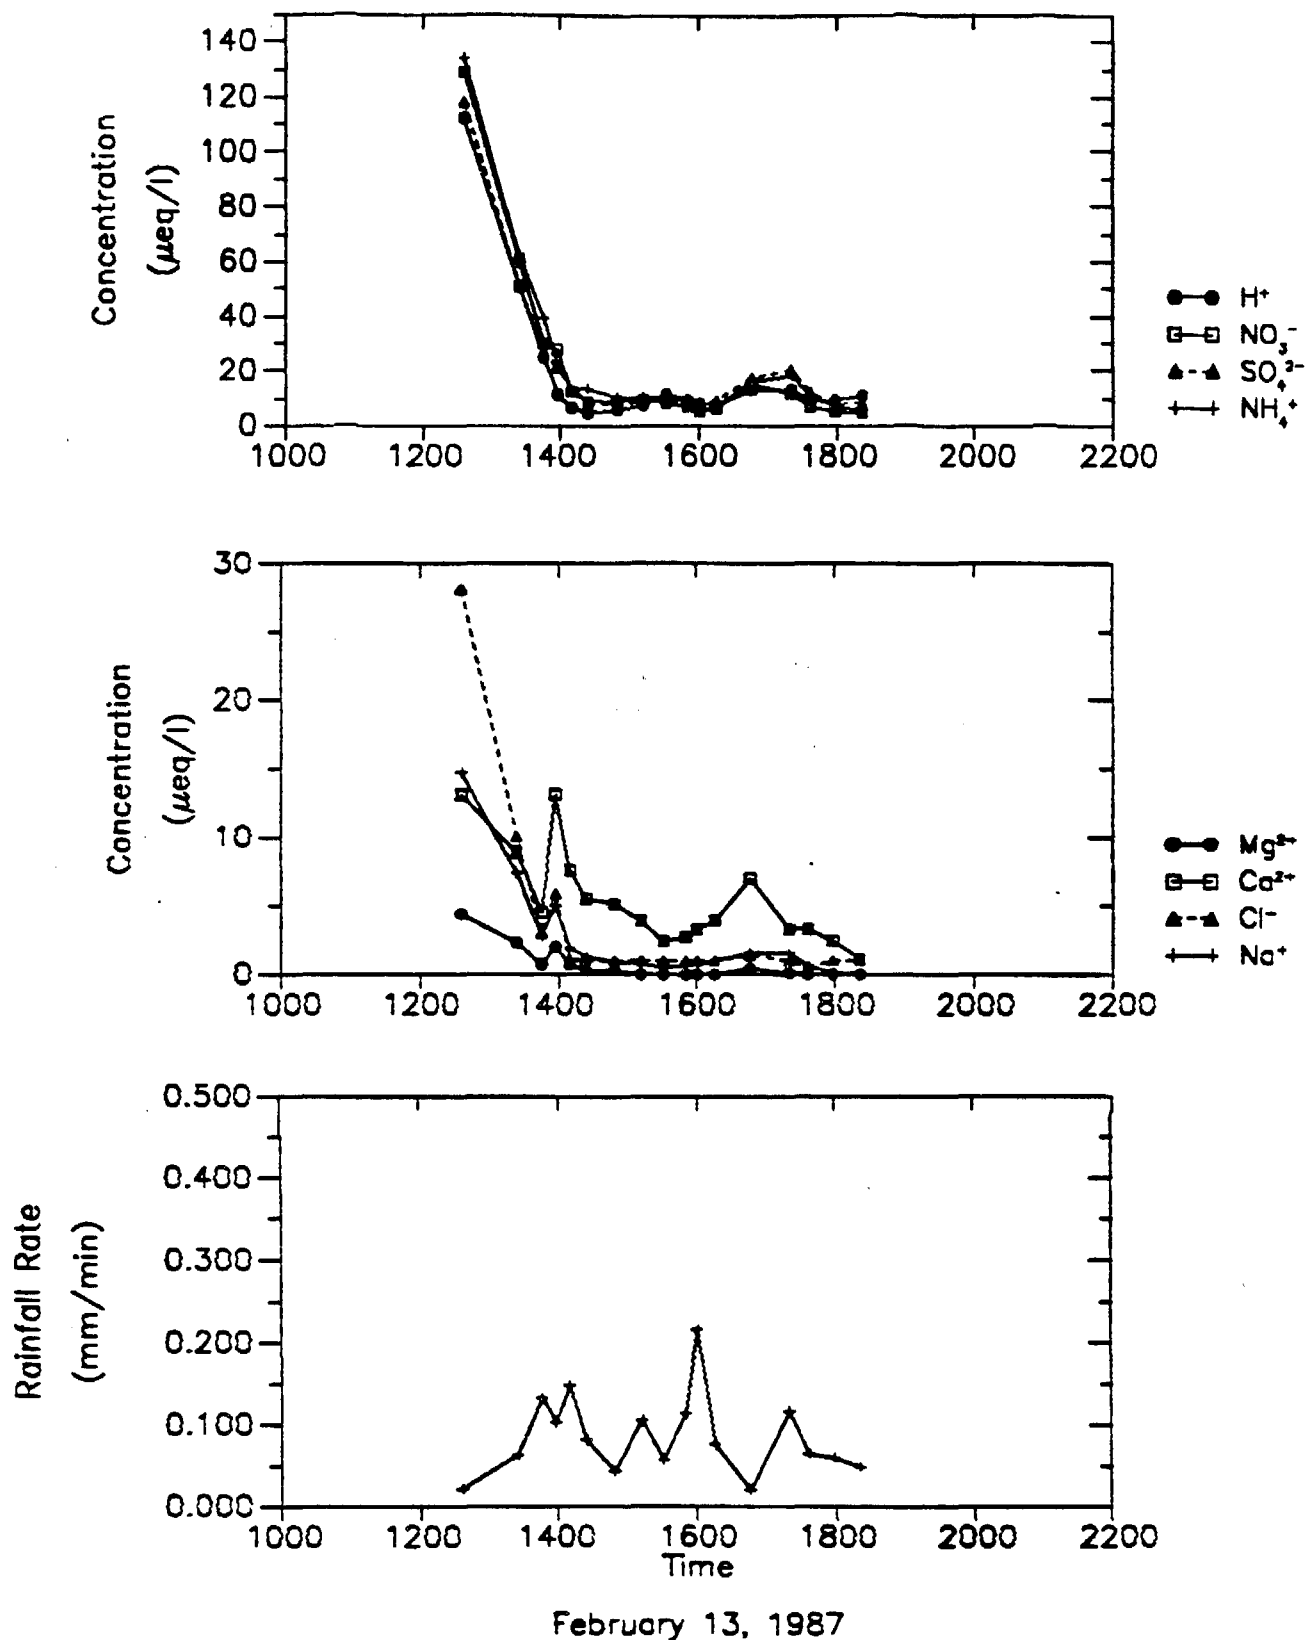 140
120
100
80
60
40
20
0
Concentration
(μeq/l)
1000 1200 1400 1600 1800 2000 2200
H⁺
NO₃⁻
SO₄²⁻
NH₄⁺
30
20
10
0
Concentration
(μeq/l)
1000 1200 1400 1600 1800 2000 2200
Mg²⁺
Ca²⁺
Cl⁻
Na⁺
0.500
0.400
0.300
0.200
0.100
0.000
Rainfall Rate
(mm/min)
1000 1200 1400 1600 1800 2000 2200
Time
February 13, 1987